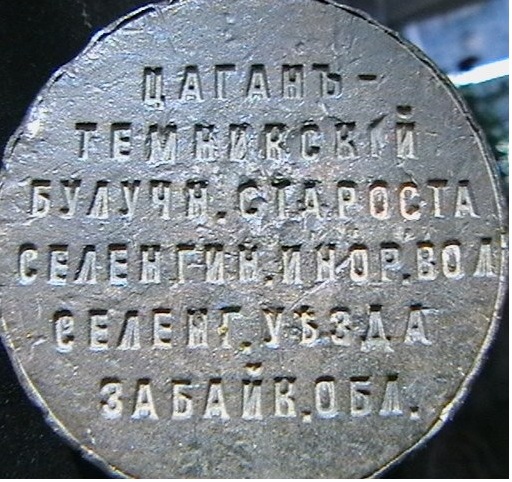 ЦАГАНЪ-
ТЕМНИКСКІЙ
БУЛУЧН. СТАРОСТА
СЕЛЕНГИН. ИНОР. ВОЛ
СЕЛЕНГ. УѢЗДА
ЗАБАЙК. ОБЛ.